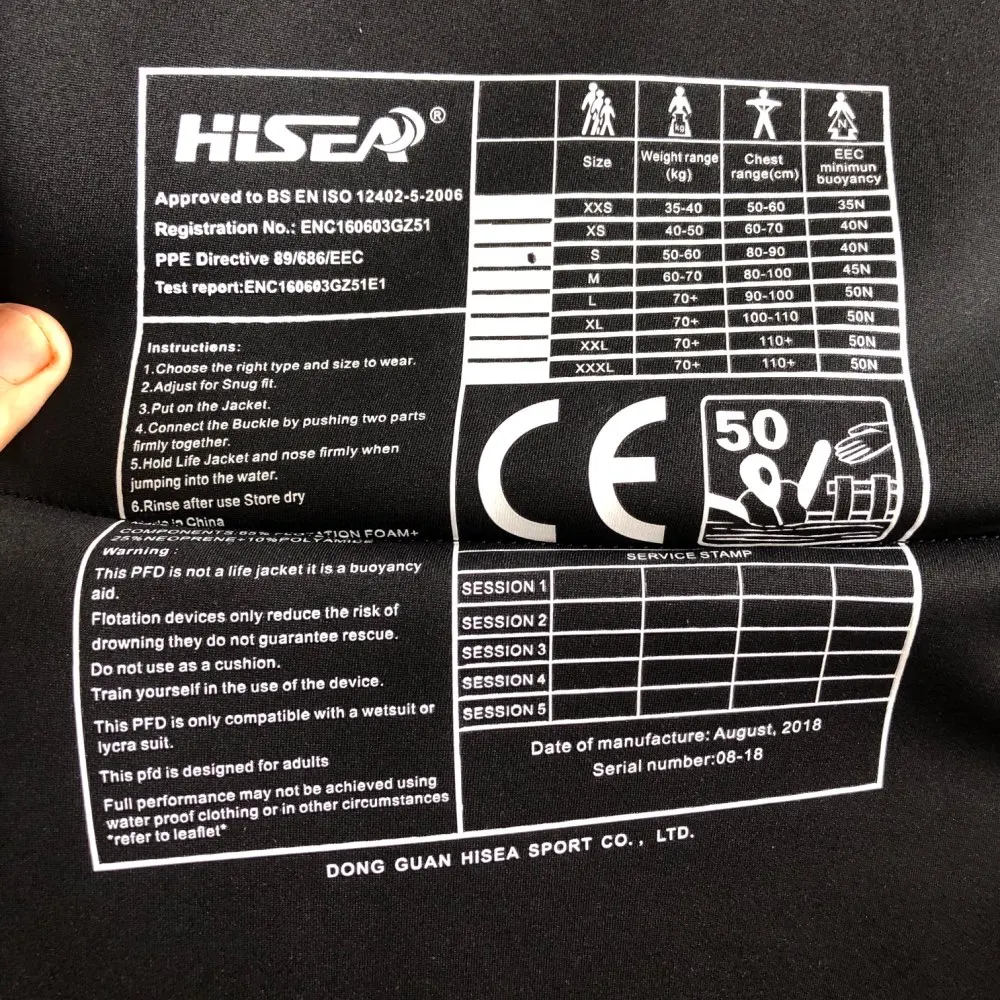 HISEA®
Approved to BS EN ISO 12402-5-2006
Registration No.: ENC160603GZ51
PPE Directive 89/686/EEC
Test report:ENC160603GZ51E1
kg
N
Size Weight range (kg) Chest range(cm) EEC minimun buoyancy
XXS 35-40 50-60 35N
XS 40-50 60-70 40N
S 50-60 80-90 40N
M 60-70 80-100 45N
L 70+ 90-100 50N
XL 70+ 100-110 50N
XXL 70+ 110+ 50N
XXXL 70+ 110+ 50N
Instructions:
1.Choose the right type and size to wear.
2.Adjust for Snug fit.
3.Put on the Jacket.
4.Connect the Buckle by pushing two parts
firmly together.
5.Hold Life Jacket and nose firmly when
jumping into the water.
6.Rinse after use Store dry
in China
CE
50
FOAM+
25%NEOPRENE+10%POLYAMIDE
Warning :
This PFD is not a life jacket it is a buoyancy
aid.
Flotation devices only reduce the risk of
drowning they do not guarantee rescue.
Do not use as a cushion.
Train yourself in the use of the device.
This PFD is only compatible with a wetsuit or
lycra suit.
This pfd is designed for adults
Full performance may not be achieved using
water proof clothing or in other circumstances
*refer to leaflet*
SERVICE STAMP
SESSION 1
SESSION 2
SESSION 3
SESSION 4
SESSION 5
Date of manufacture: August, 2018
Serial number:08-18
DONG GUAN HISEA SPORT CO., LTD.